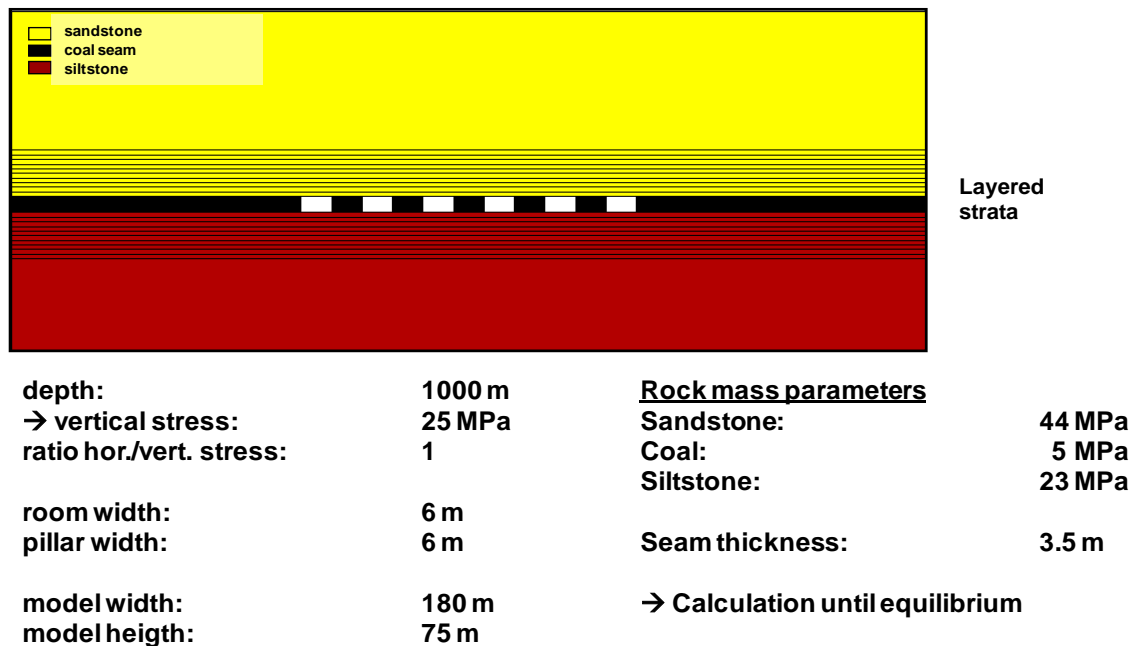 sandstone
coal seam
siltstone
Layered
strata
depth: 1000 m
→ vertical stress: 25 MPa
ratio hor./vert. stress: 1
room width: 6 m
pillar width: 6 m
model width: 180 m
model heigth: 75 m
Rock mass parameters
Sandstone: 44 MPa
Coal: 5 MPa
Siltstone: 23 MPa
Seam thickness: 3.5 m
→ Calculation until equilibrium